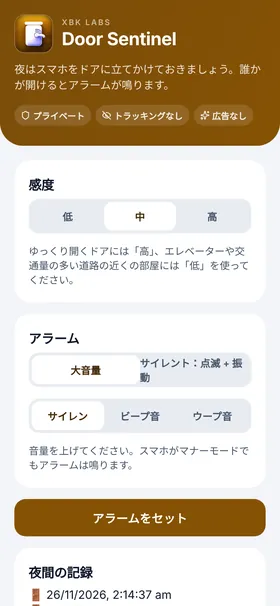 XBK LABS
Door Sentinel
夜はスマホをドアに立てかけておきましょう。誰か
が開けるとアラームが鳴ります。
プライベート
トラッキングなし
広告なし
感度
低
中
高
ゆっくり開くドアには「高」、エレベーターや交
通量の多い道路の近くの部屋には「低」を使って
ください。
アラーム
大音量
サイレント：点滅 + 振
動
サイレン
ビープ音
ウープ音
音量を上げてください。スマホがマナーモードで
もアラームは鳴ります。
アラームをセット
夜間の記録
26/11/2026, 2:14:37 am